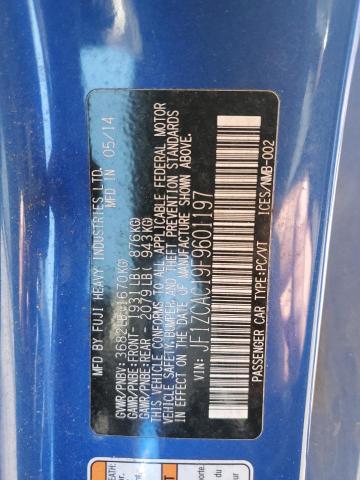 MFD BY FUJI HEAVY INDUSTRIES LTD.
MFD IN 05/14
GVWR/PNBV: 3682LB( 1670KG)
GAWR/PNBE:FRONT- 1931LB( 876KG)
GAWR/PNBE:REAR - 2079LB( 943KG)
THIS VEHICLE CONFORMS TO ALL APPLICABLE FEDERAL MOTOR
VEHICLE SAFETY, BUMPER, AND THEFT PREVENTION STANDARDS
IN EFFECT ON THE DATE OF MANUFACTURE SHOWN ABOVE.
VIN: JF1ZCAC19F9601197
PASSENGER CAR TYPE:PC/VT
ICES/NMB-002